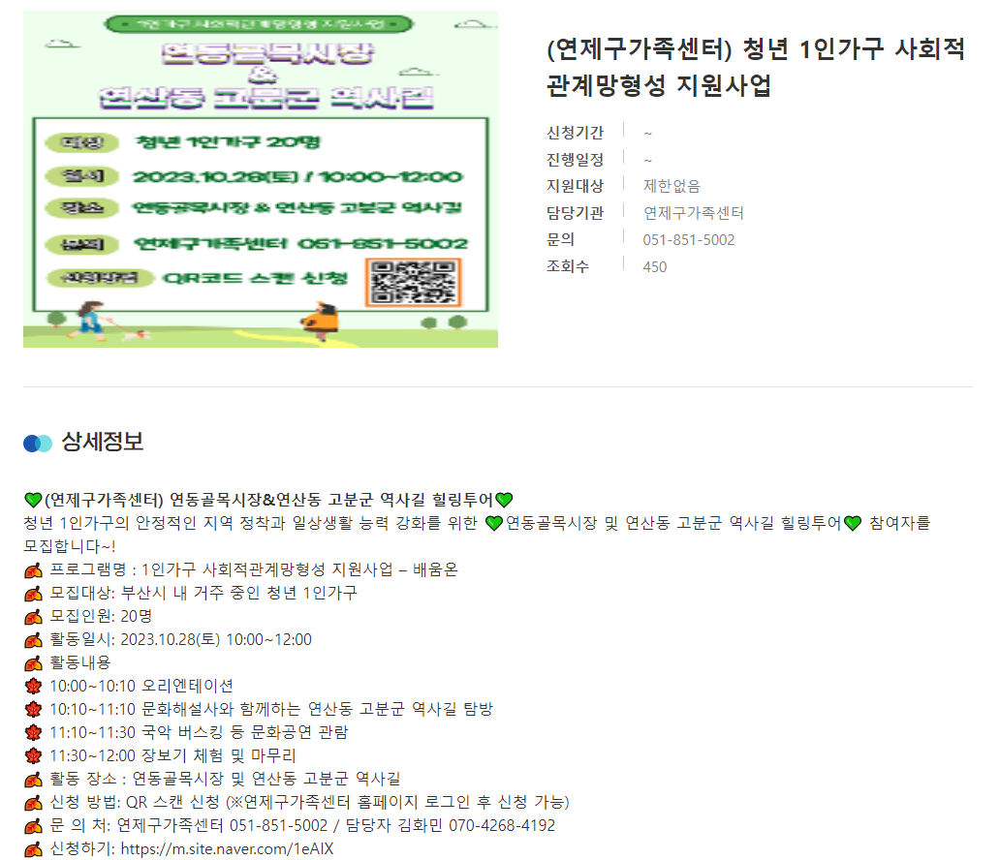 1인가구 사회적관계망형성 지원사업
연동골목시장
&
연산동 고분군 역사길
대상 청년 1인가구 20명
일시 2023.10.28(토) / 10:00~12:00
장소 연동골목시장 & 연산동 고분군 역사길
문의 연제구가족센터 051-851-5002
QR코드 스캔 신청
(연제구가족센터) 청년 1인가구 사회적
관계망형성 지원사업
신청기간 ~
진행일정 ~
지원대상 제한없음
담당기관 연제구가족센터
문의 051-851-5002
조회수 450
상세정보
💚(연제구가족센터) 연동골목시장&연산동 고분군 역사길 힐링투어💚
청년 1인가구의 안정적인 지역 정착과 일상생활 능력 강화를 위한 💚연동골목시장 및 연산동 고분군 역사길 힐링투어💚 참여자를
모집합니다~!
🍂 프로그램명 : 1인가구 사회적관계망형성 지원사업 – 배움온
🍂 모집대상: 부산시 내 거주 중인 청년 1인가구
🍂 모집인원: 20명
🍂 활동일시: 2023.10.28(토) 10:00~12:00
🍂 활동내용
🍁 10:00~10:10 오리엔테이션
🍁 10:10~11:10 문화해설사와 함께하는 연산동 고분군 역사길 탐방
🍁 11:10~11:30 국악 버스킹 등 문화공연 관람
🍁 11:30~12:00 장보기 체험 및 마무리
🍂 활동 장소 : 연동골목시장 및 연산동 고분군 역사길
🍂 신청 방법: QR 스캔 신청 (※연제구가족센터 홈페이지 로그인 후 신청 가능)
🍂 문 의 처: 연제구가족센터 051-851-5002 / 담당자 김화민 070-4268-4192
🍂 신청하기: https://m.site.naver.com/1eAIX